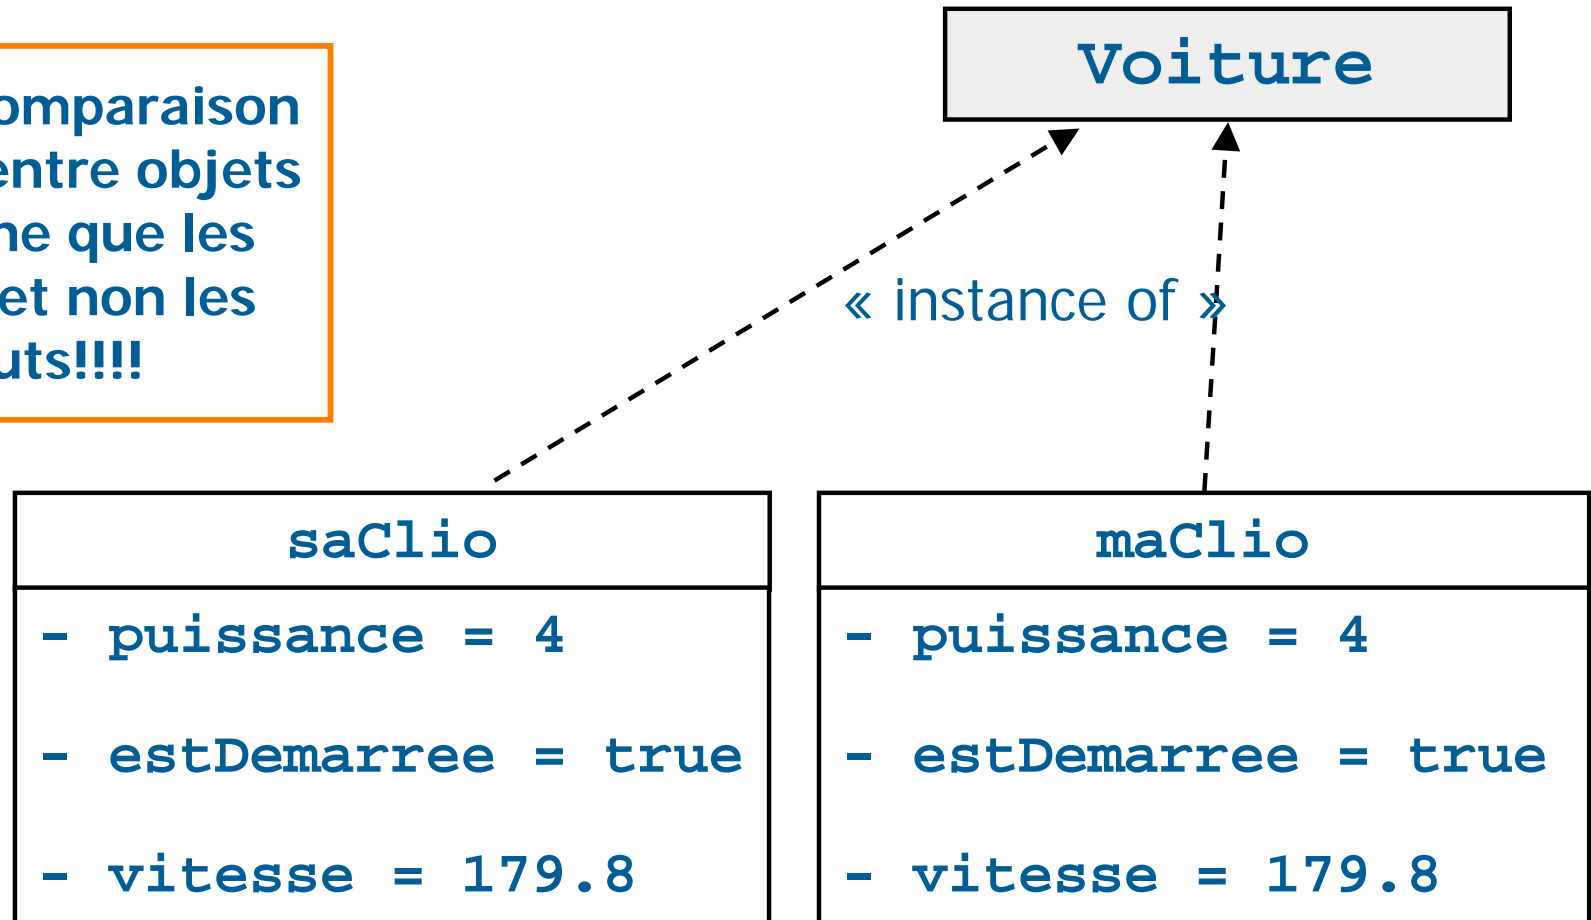 Voiture
omparaison
entre objets
ne que les
et non les
uts!!!!
« instance of »
saClio
- puissance = 4
- estDemarree = true
- vitesse = 179.8
maClio
- puissance = 4
- estDemarree = true
- vitesse = 179.8